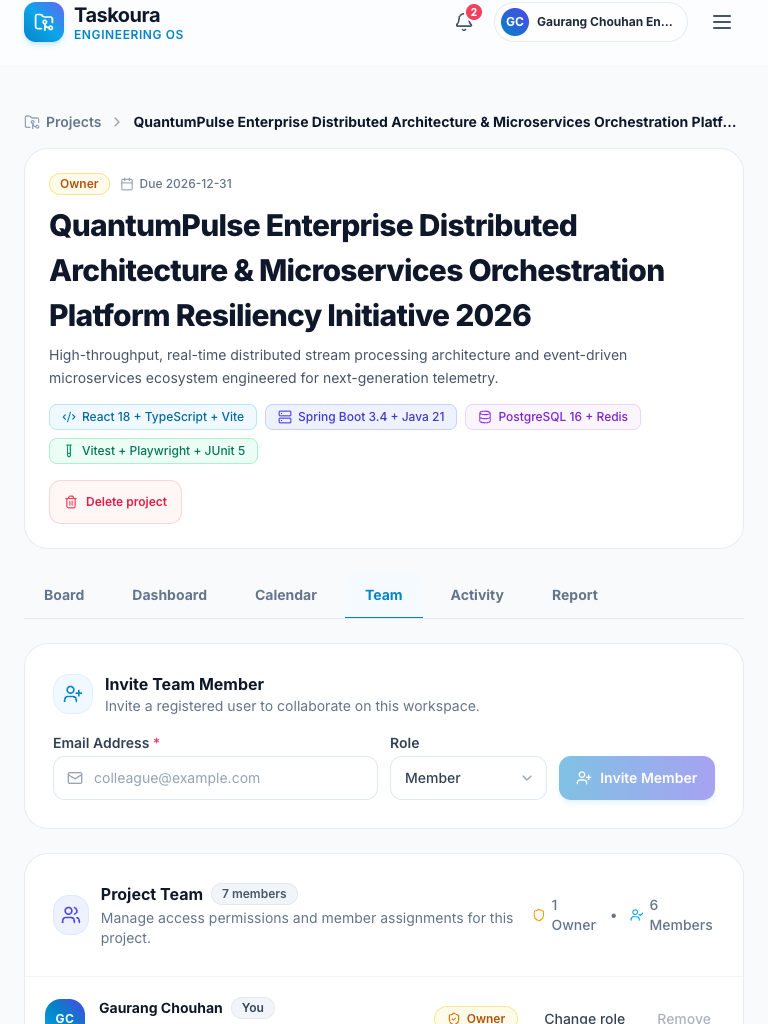 Taskoura
ENGINEERING OS
2
GC
Gaurang Chouhan En...
Projects
QuantumPulse Enterprise Distributed Architecture & Microservices Orchestration Platf...
Owner
Due 2026-12-31
QuantumPulse Enterprise Distributed
Architecture & Microservices Orchestration
Platform Resiliency Initiative 2026
High-throughput, real-time distributed stream processing architecture and event-driven
microservices ecosystem engineered for next-generation telemetry.
React 18 + TypeScript + Vite
Spring Boot 3.4 + Java 21
PostgreSQL 16 + Redis
Vitest + Playwright + JUnit 5
Delete project
Board
Dashboard
Calendar
Team
Activity
Report
Invite Team Member
Invite a registered user to collaborate on this workspace.
Email Address *
colleague@example.com
Role
Member
Invite Member
Project Team
7 members
Manage access permissions and member assignments for this
project.
1
Owner
•
6
Members
GC
Gaurang Chouhan
You
Owner
Change role
Remove